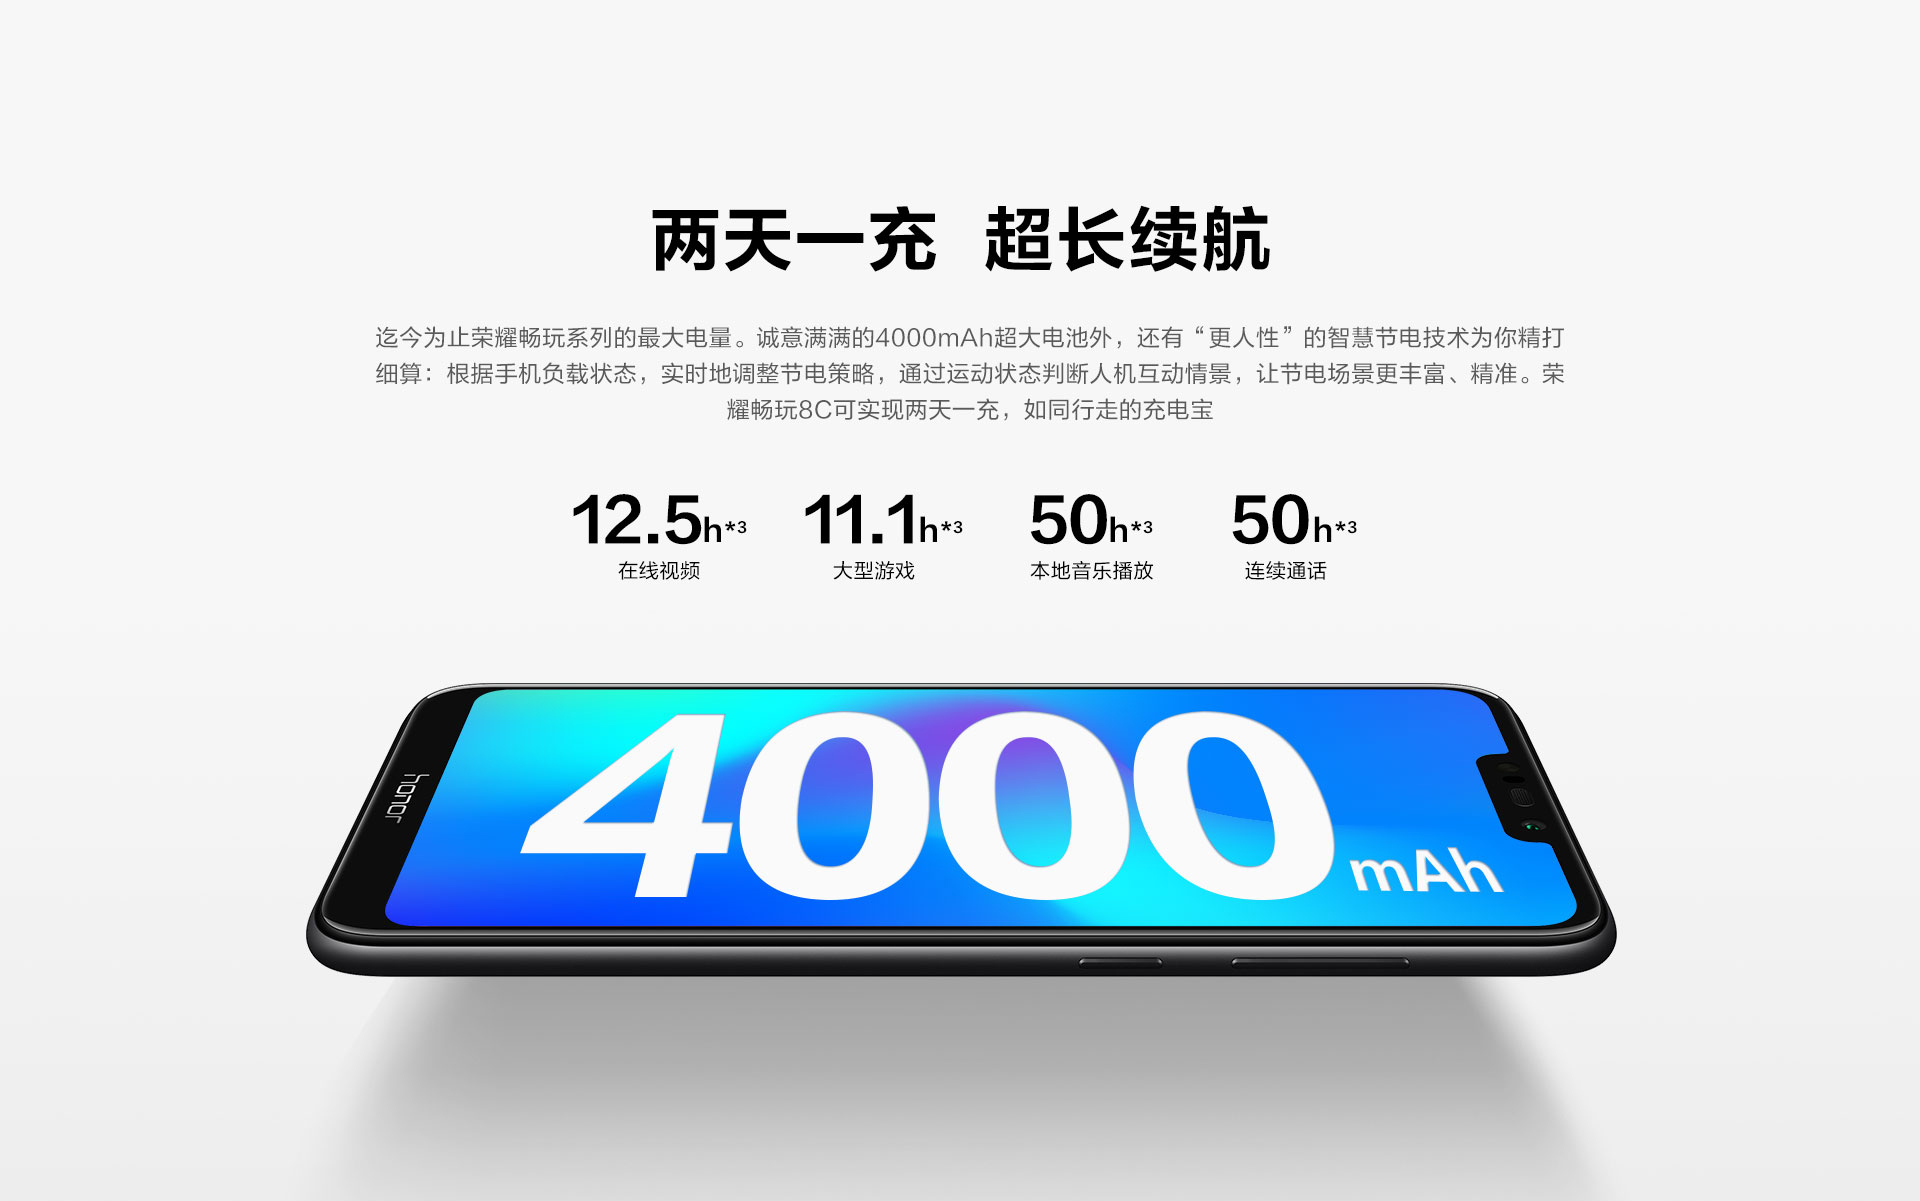 两天一充 超长续航
迄今为止荣耀畅玩系列的最大电量。诚意满满的4000mAh超大电池外，还有“更人性”的智慧节电技术为你精打
细算：根据手机负载状态，实时地调整节电策略，通过运动状态判断人机互动情景，让节电场景更丰富、精准。荣
耀畅玩8C可实现两天一充，如同行走的充电宝
12.5h*3 11.1h*3 50h*3 50h*3
在线视频 大型游戏 本地音乐播放 连续通话
4000mAh
honor